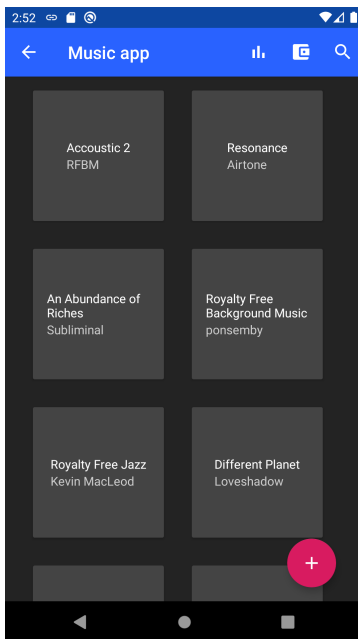 2:52
Music app
Accoustic 2
RFBM
Resonance
Airtone
An Abundance of
Riches
Subliminal
Royalty Free
Background Music
ponsemby
Royalty Free Jazz
Kevin MacLeod
Different Planet
Loveshadow
+